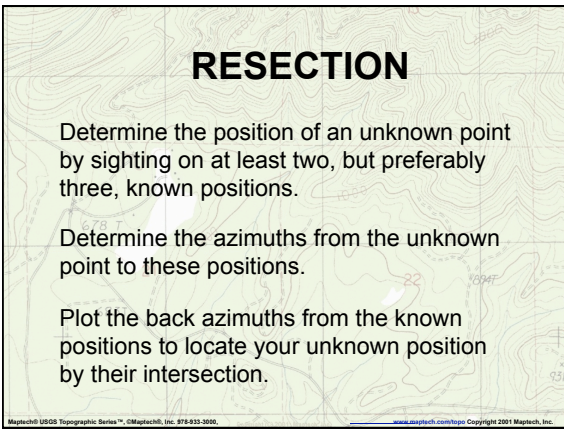 RESECTION
Determine the position of an unknown point
by sighting on at least two, but preferably
three, known positions.
678 T
Determine the azimuths from the unknown
point to these positions.
22
894T
Plot the back azimuths from the known
positions to locate your unknown position
by their intersection.
Maptech® USGS Topographic Series™, ©Maptech®, Inc. 978-933-3000, www.maptech.com/topo Copyright 2001 Maptech, Inc.